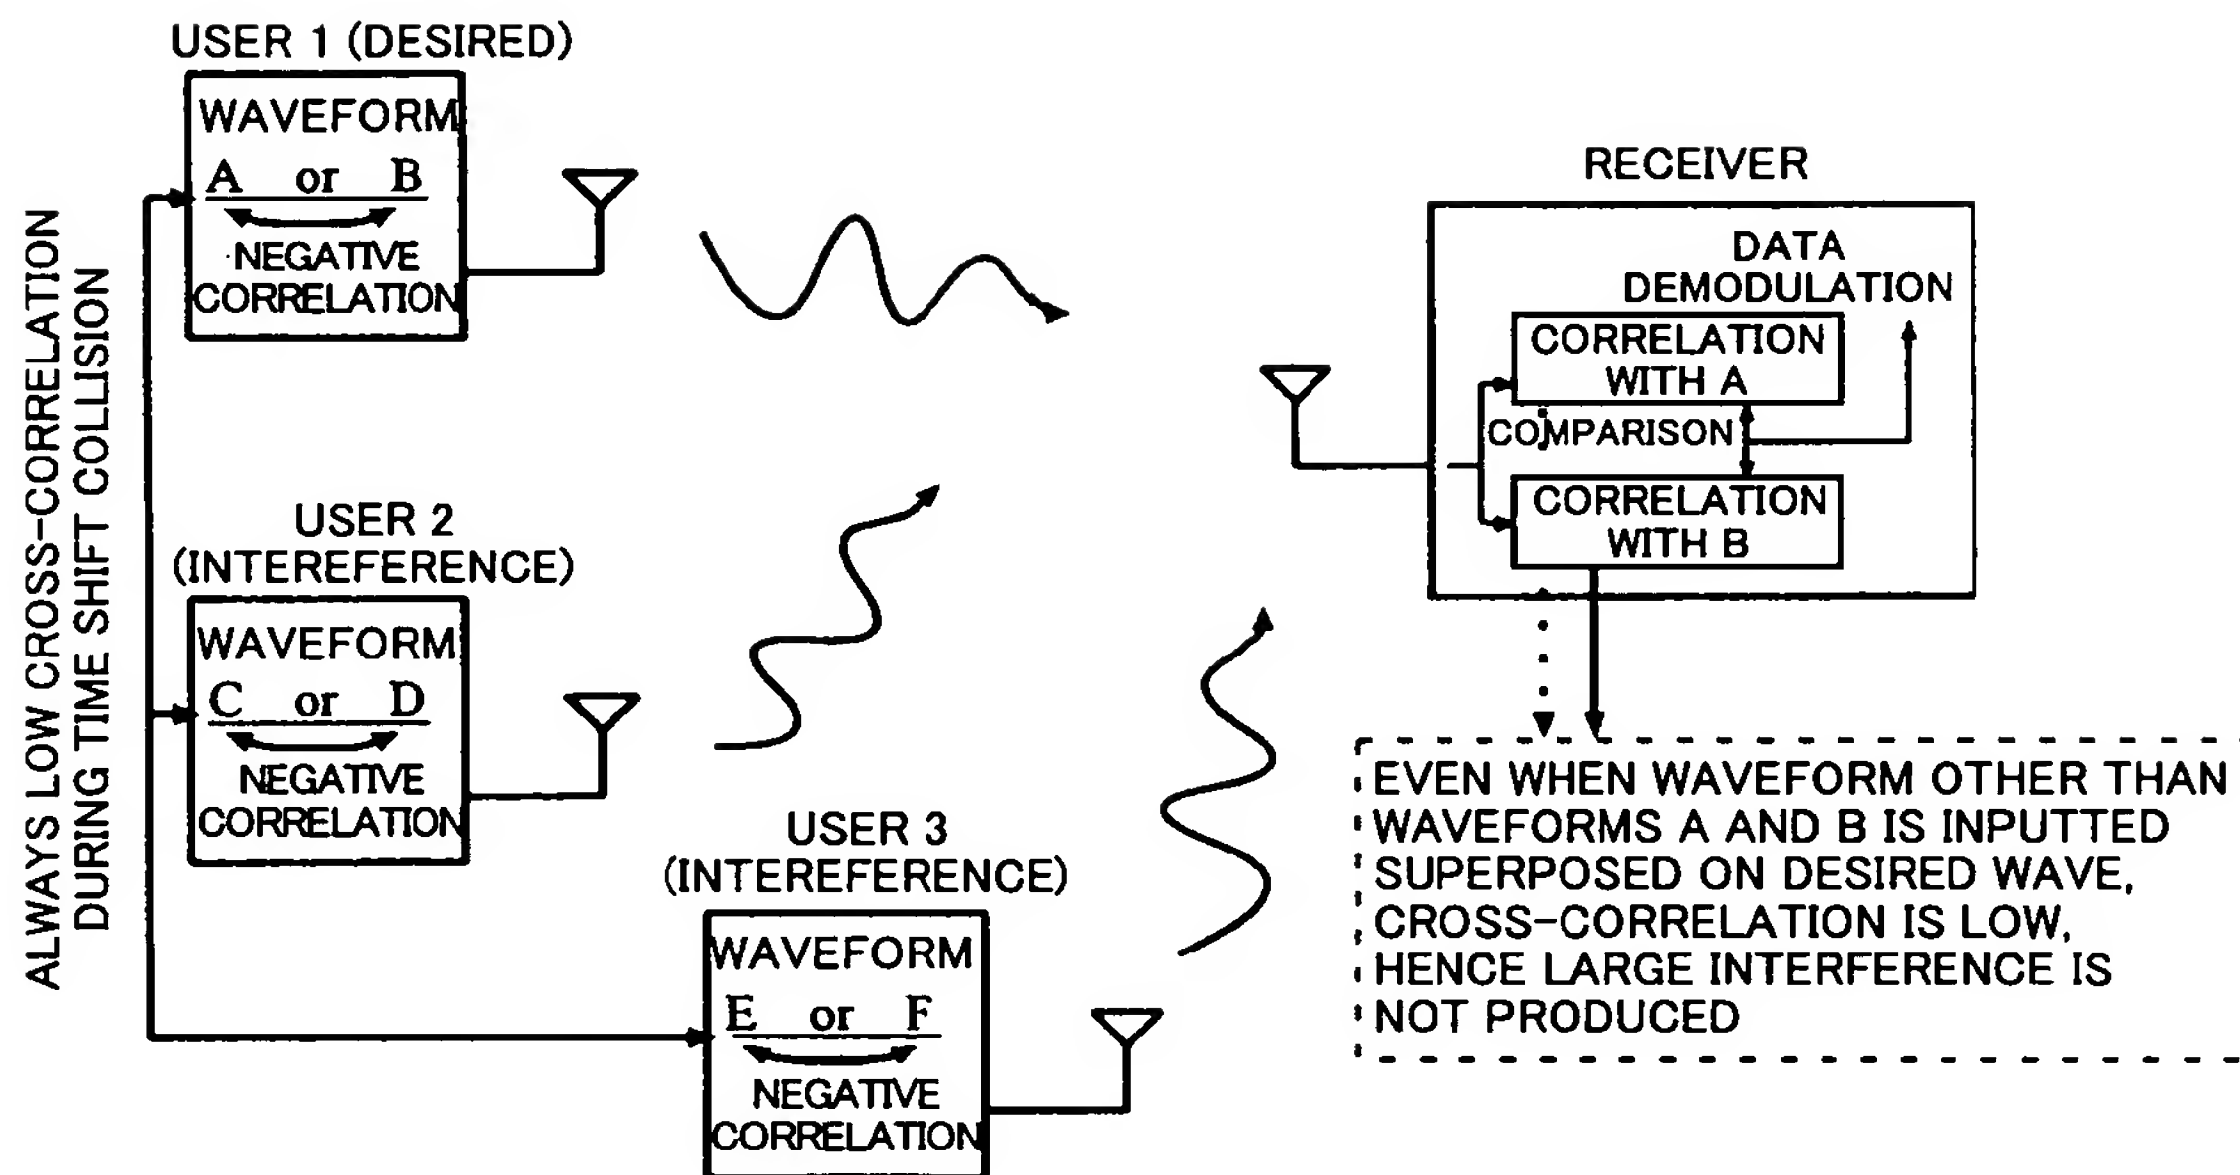 USER 1 (DESIRED)
WAVEFORM
A or B
NEGATIVE
CORRELATION
ALWAYS LOW CROSS-CORRELATION
DURING TIME SHIFT COLLISION
USER 2
(INTEREFERENCE)
WAVEFORM
C or D
NEGATIVE
CORRELATION
USER 3
(INTEREFERENCE)
WAVEFORM
E or F
NEGATIVE
CORRELATION
RECEIVER
DATA
DEMODULATION
CORRELATION
WITH A
COMPARISON
CORRELATION
WITH B
EVEN WHEN WAVEFORM OTHER THAN
WAVEFORMS A AND B IS INPUTTED
SUPERPOSED ON DESIRED WAVE,
CROSS-CORRELATION IS LOW,
HENCE LARGE INTERFERENCE IS
NOT PRODUCED